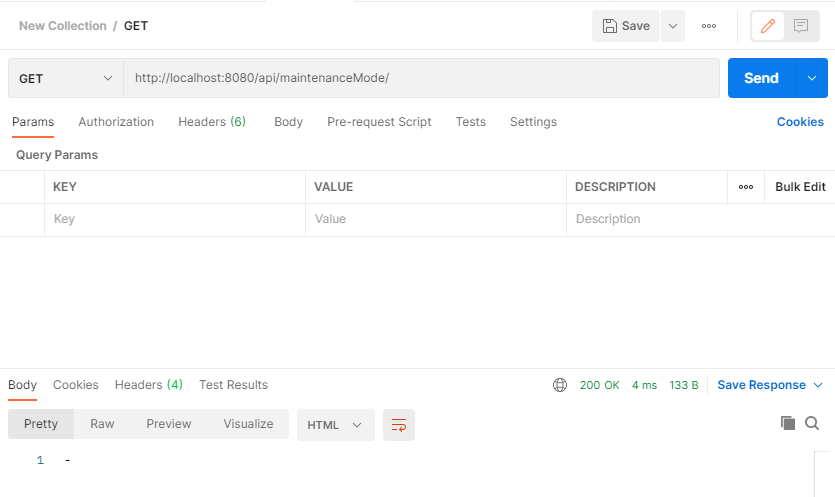 New Collection / GET Save
GET http://localhost:8080/api/maintenanceMode/ Send
Params Authorization Headers (6) Body Pre-request Script Tests Settings Cookies
Query Params
KEY VALUE DESCRIPTION Bulk Edit
Key Value Description
Body Cookies Headers (4) Test Results 200 OK 4 ms 133 B Save Response
Pretty Raw Preview Visualize HTML
1 -